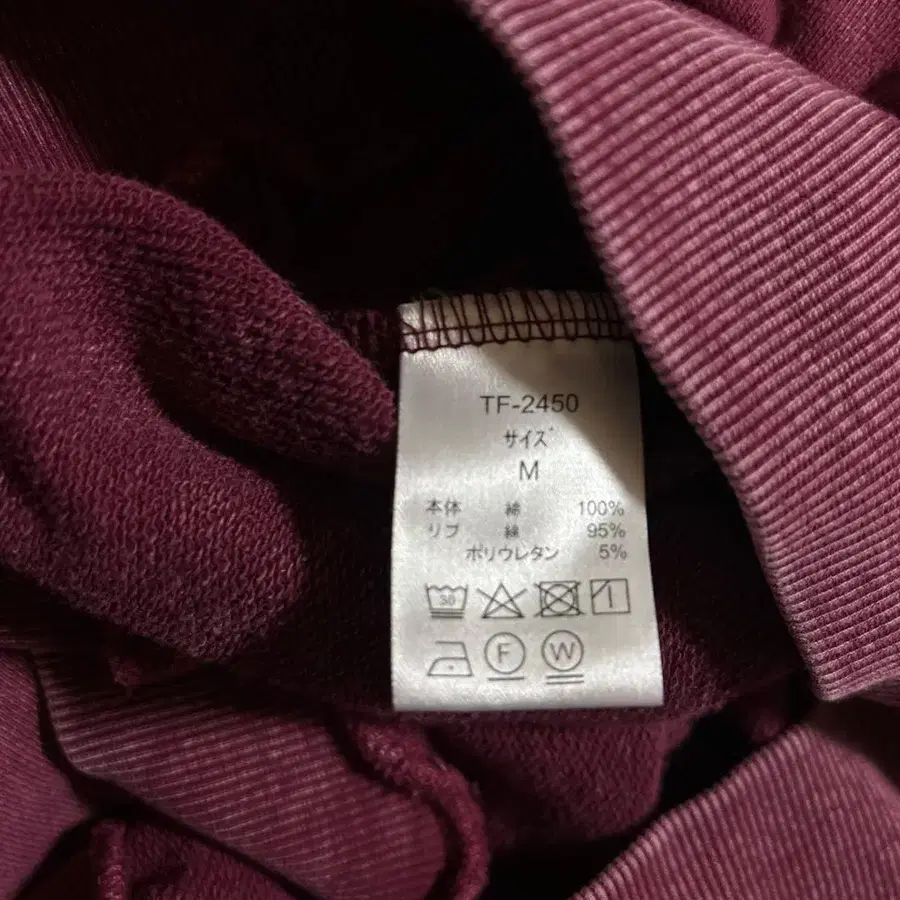 TF-2450
サイズ
M
本体 綿 100%
リブ 綿 95%
ポリウレタン 5%
30
F W